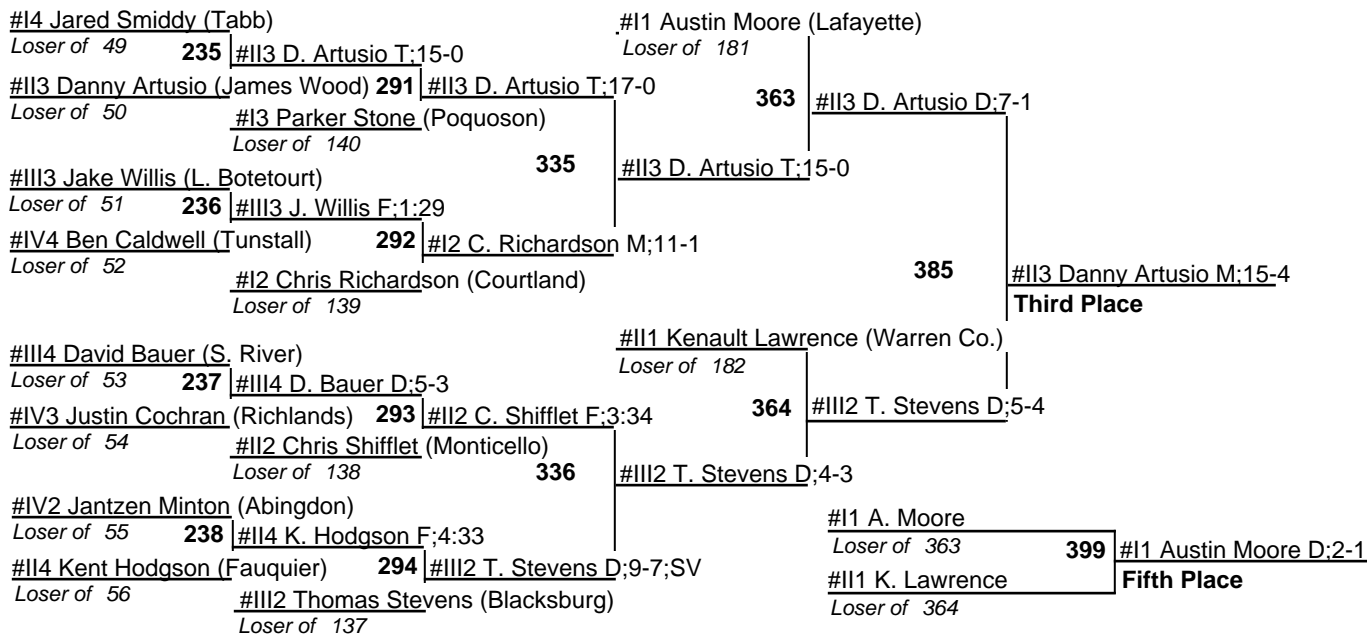 #I4 Jared Smiddy (Tabb)
Loser of 49
235
#II3 D. Artusio T;15-0
#II3 Danny Artusio (James Wood)
Loser of 50
291
#II3 D. Artusio T;17-0
#I3 Parker Stone (Poquoson)
Loser of 140
335
#II3 D. Artusio T;15-0
#III3 Jake Willis (L. Botetourt)
Loser of 51
236
#III3 J. Willis F;1:29
#IV4 Ben Caldwell (Tunstall)
Loser of 52
292
#I2 C. Richardson M;11-1
#I2 Chris Richardson (Courtland)
Loser of 139
#I1 Austin Moore (Lafayette)
Loser of 181
363
#II3 D. Artusio D;7-1
385
#II3 Danny Artusio M;15-4
Third Place
#III4 David Bauer (S. River)
Loser of 53
237
#III4 D. Bauer D;5-3
#IV3 Justin Cochran (Richlands)
Loser of 54
293
#II2 C. Shifflet F;3:34
#II2 Chris Shifflet (Monticello)
Loser of 138
336
#III2 T. Stevens D;4-3
#IV2 Jantzen Minton (Abingdon)
Loser of 55
238
#II4 K. Hodgson F;4:33
#II4 Kent Hodgson (Fauquier)
Loser of 56
294
#III2 T. Stevens D;9-7;SV
#III2 Thomas Stevens (Blacksburg)
Loser of 137
#II1 Kenault Lawrence (Warren Co.)
Loser of 182
364
#III2 T. Stevens D;5-4
#I1 A. Moore
Loser of 363
399
#I1 Austin Moore D;2-1
Fifth Place
#II1 K. Lawrence
Loser of 364